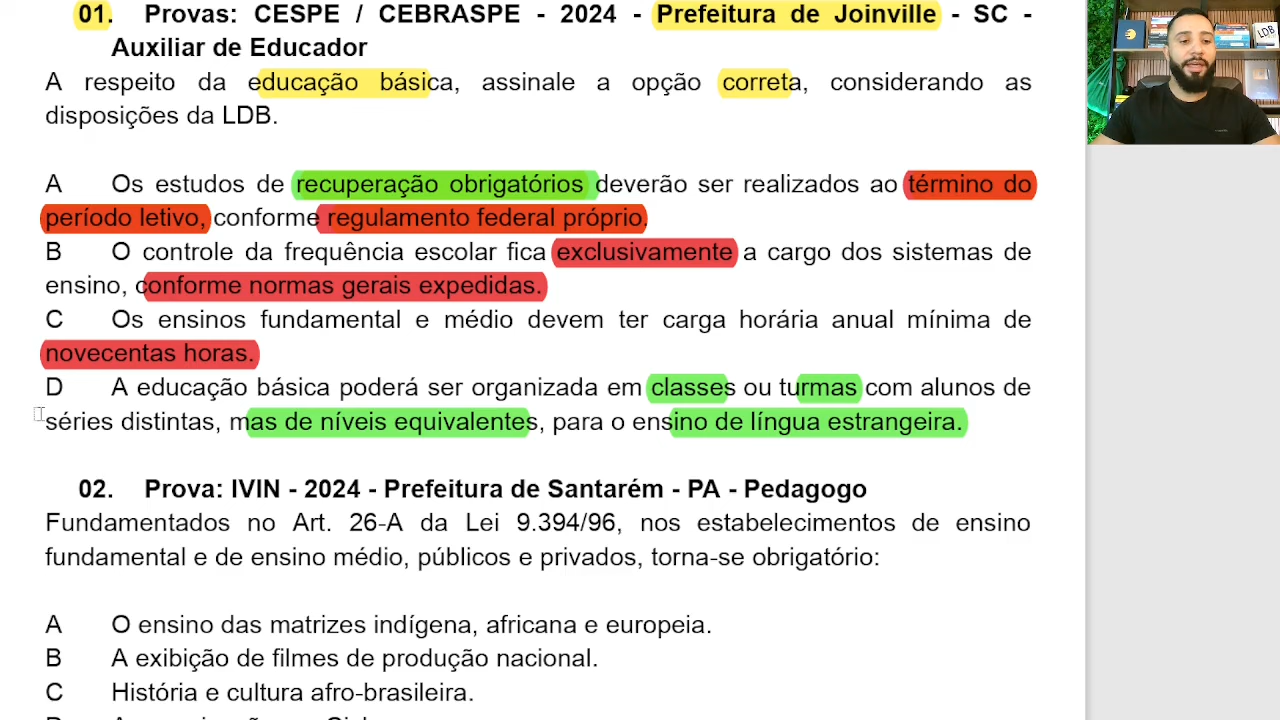 01. Provas: CESPE / CEBRASPE - 2024 - Prefeitura de Joinville - SC -
Auxiliar de Educador
A respeito da educação básica, assinale a opção correta, considerando as
disposições da LDB.
A Os estudos de recuperação obrigatórios deverão ser realizados ao término do
período letivo, conforme regulamento federal próprio.
B O controle da frequência escolar fica exclusivamente a cargo dos sistemas de
ensino, conforme normas gerais expedidas.
C Os ensinos fundamental e médio devem ter carga horária anual mínima de
novecentas horas.
D A educação básica poderá ser organizada em classes ou turmas com alunos de
séries distintas, mas de níveis equivalentes, para o ensino de língua estrangeira.
02. Prova: IVIN - 2024 - Prefeitura de Santarém - PA - Pedagogo
Fundamentados no Art. 26-A da Lei 9.394/96, nos estabelecimentos de ensino
fundamental e de ensino médio, públicos e privados, torna-se obrigatório:
A O ensino das matrizes indígena, africana e europeia.
B A exibição de filmes de produção nacional.
C História e cultura afro-brasileira.
LDB